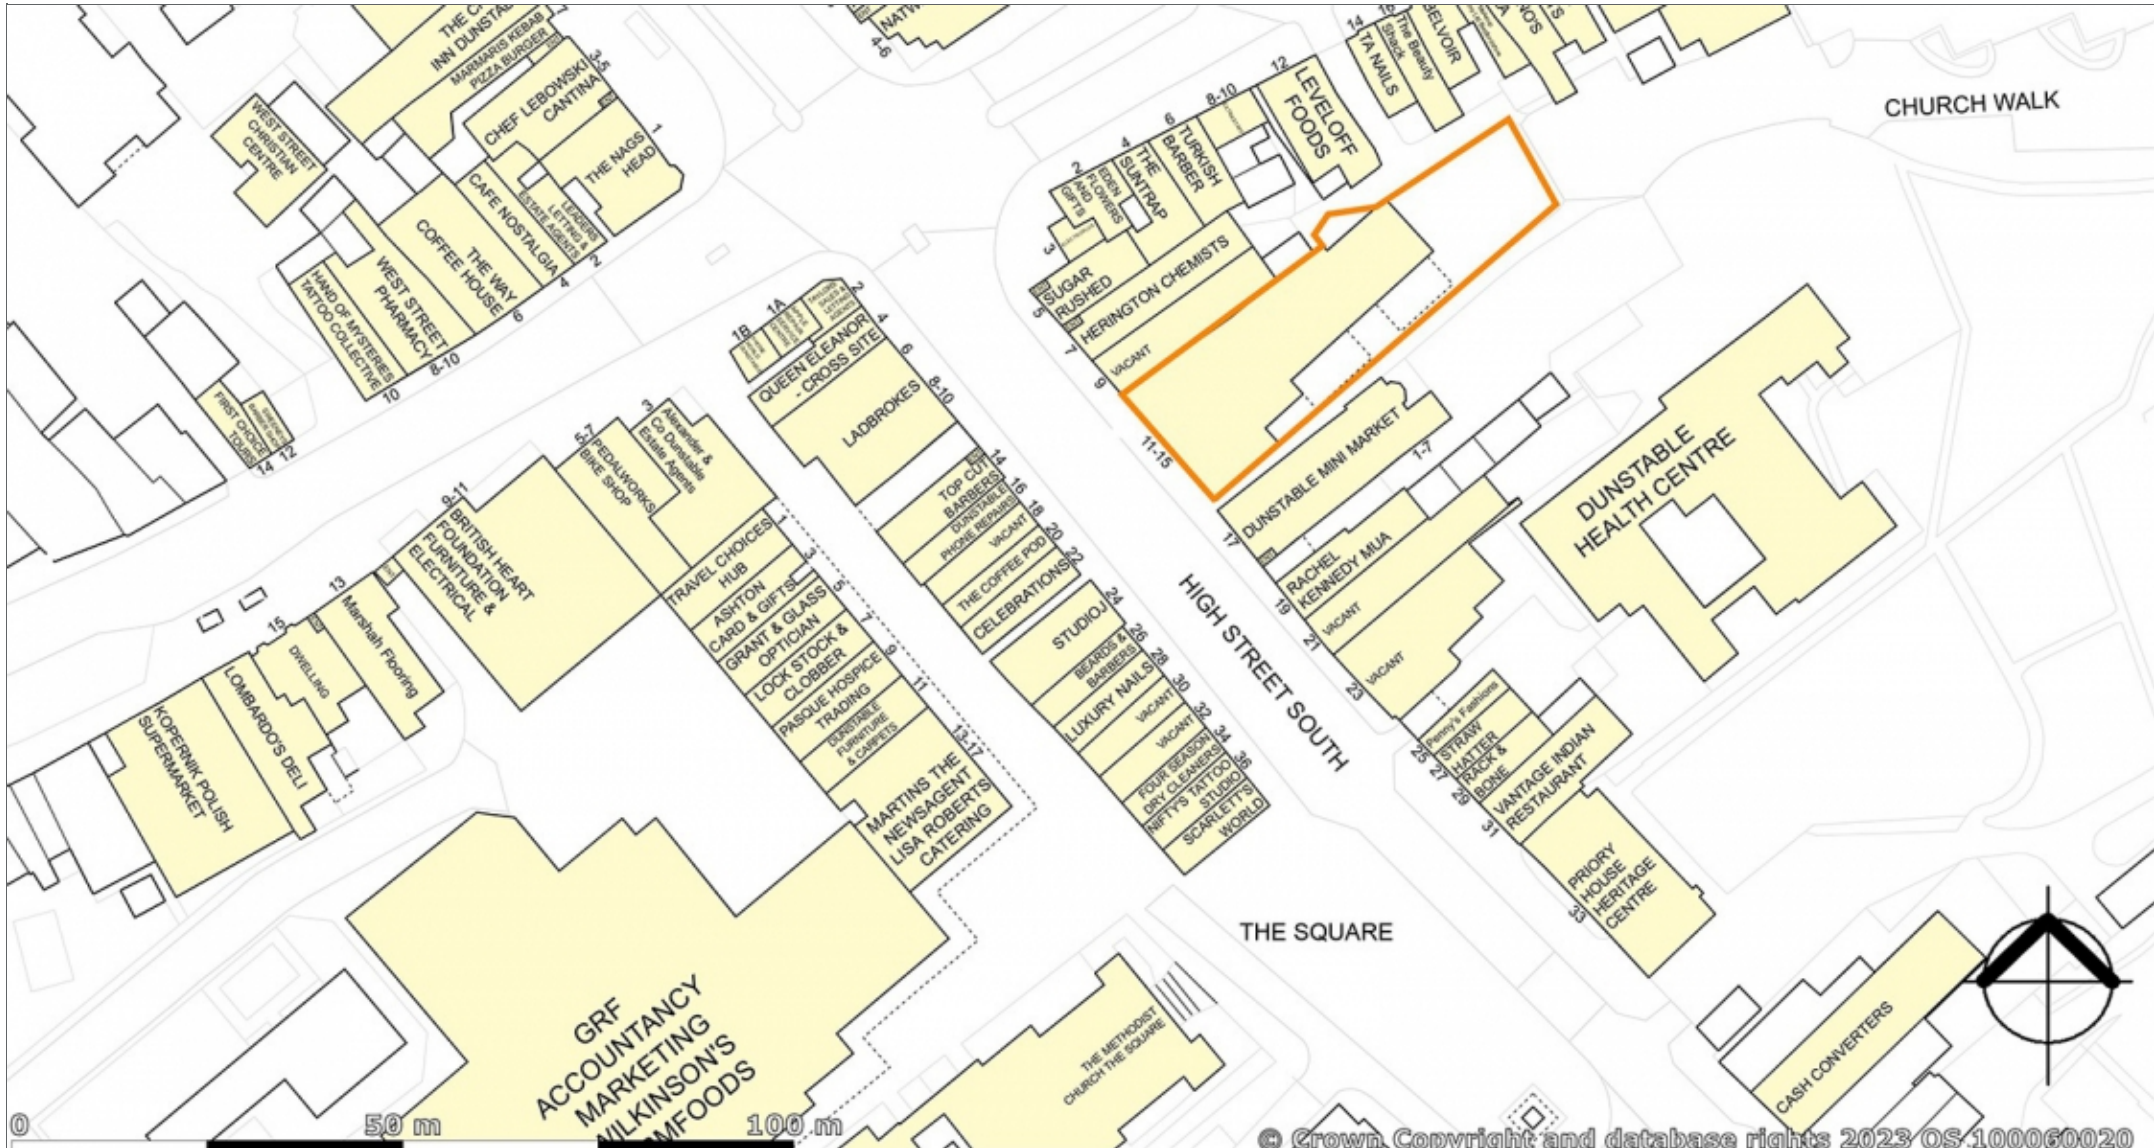 THE C
INN DUNSTAB
MARMARIS KEBAB
PIZZA BURGER
3-5
CHEF LEBOWSKI
CANTINA
1
THE NAGS
HEAD
WEST STREET
CHRISTIAN
CENTRE
LEADERS
LETTING &
ESTATE AGENTS
2
CAFE NOSTALGIA
4
THE WAY
COFFEE HOUSE
6
WEST STREET
PHARMACY
8-10
HAND OF MYSTERIES
TATTOO COLLECTIVE
10
FIRST CHOICE
TOURS
14
12
NATW
4-6
14
TA NAILS
The Beauty
Shack
BELVOIR
NO'S
CHURCH WALK
12
LEVELOFF
FOODS
8-10
6
TURKISH
BARBER
4
THE
SUNTRAP
2
EDEN
FLOWERS
AND
GIFTS
3
SUGAR
RUSHED
5
HERINGTON CHEMISTS
7
VACANT
9
11-15
DUNSTABLE MINI MARKET
1-7
17
RACHEL
KENNEDY MUA
19
VACANT
21
VACANT
23
Penny's Fashions
25
STRAW
HATTER
27
RACK &
BONE
29
VANTAGE INDIAN
RESTAURANT
31
PRIORY
HOUSE
HERITAGE
CENTRE
33
DUNSTABLE
HEALTH CENTRE
HIGH STREET SOUTH
THE SQUARE
1B
1A
2
QUEEN ELEANOR
- CROSS SITE
4
6
LADBROKES
8-10
TOP CUT
BARBERS
14
DUNSTABLE
PHONE REPAIRS
16
VACANT
18
THE COFFEE POD
20
CELEBRATIONS
22
STUDIOJ
24
BEARDS &
BARBERS
26
LUXURY NAILS
28
VACANT
30
VACANT
32
FOUR SEASON
DRY CLEANERS
34
NIFTY'S TATTOO
STUDIO
36
SCARLETT'S
WORLD
3
Alexander &
Co Dunstable
Estate Agents
5-7
PEDALWORKS
BIKE SHOP
9-11
BRITISH HEART
FOUNDATION
FURNITURE &
ELECTRICAL
13
Marshah Flooring
15
DWELLING
LOMBARDO'S DELI
KOPERNIK POLISH
SUPERMARKET
1
TRAVEL CHOICES
HUB
3
ASHTON
CARD & GIFTS
5
GRANT & GLASS
OPTICIAN
7
LOCK STOCK &
CLOBBER
9
PASQUE HOSPICE
TRADING
11
DUNSTABLE
FURNITURE
& CARPETS
13-17
MARTINS THE
NEWSAGENT
LISA ROBERTS
CATERING
GRF
ACCOUNTANCY
MARKETING
WILKINSON'S
OMFOODS
THE METHODIST
CHURCH THE SQUARE
CASH CONVERTERS
0
50 m
100 m
© Crown Copyright and database rights 2023 OS 100060020